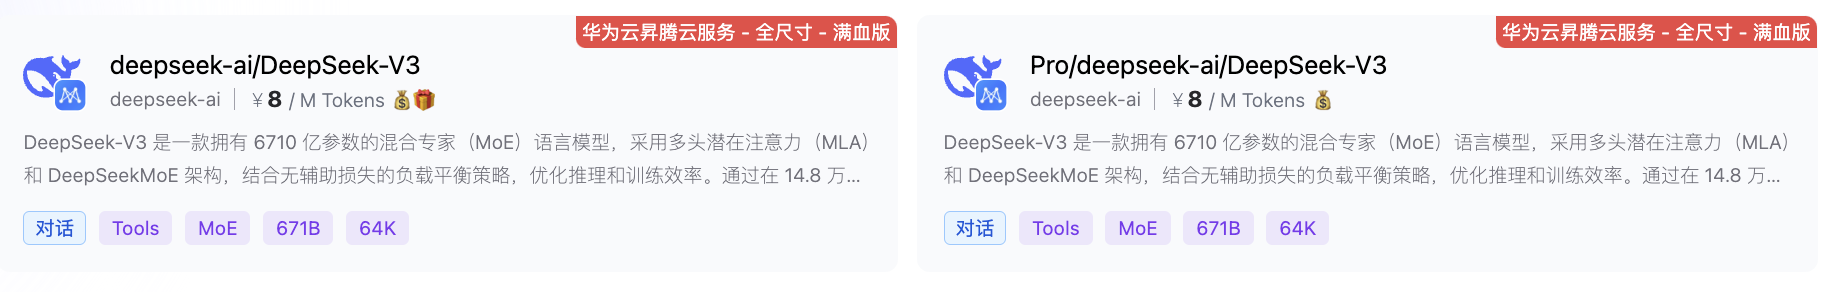 华为云昇腾云服务 - 全尺寸 - 满血版
deepseek-ai/DeepSeek-V3
deepseek-ai | ￥8 / M Tokens 💰🎁
DeepSeek-V3 是一款拥有 6710 亿参数的混合专家（MoE）语言模型，采用多头潜在注意力（MLA）
和 DeepSeekMoE 架构，结合无辅助损失的负载平衡策略，优化推理和训练效率。通过在 14.8 万...
对话 Tools MoE 671B 64K
华为云昇腾云服务 - 全尺寸 - 满血版
Pro/deepseek-ai/DeepSeek-V3
deepseek-ai | ￥8 / M Tokens 💰
DeepSeek-V3 是一款拥有 6710 亿参数的混合专家（MoE）语言模型，采用多头潜在注意力（MLA）
和 DeepSeekMoE 架构，结合无辅助损失的负载平衡策略，优化推理和训练效率。通过在 14.8 万...
对话 Tools MoE 671B 64K